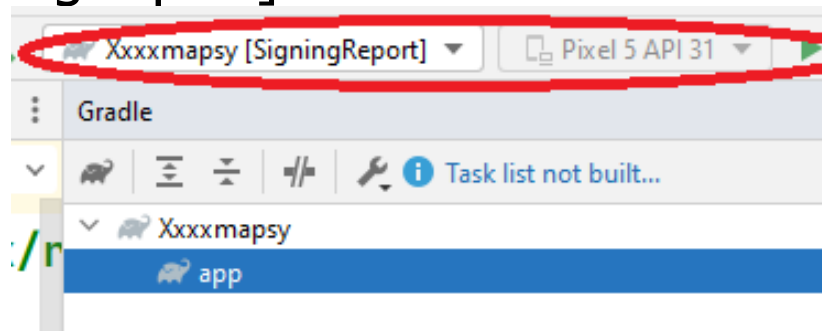 Xxxxmapsy [SigningReport] Pixel 5 API 31
Gradle
Task list not built...
Xxxxmapsy
app